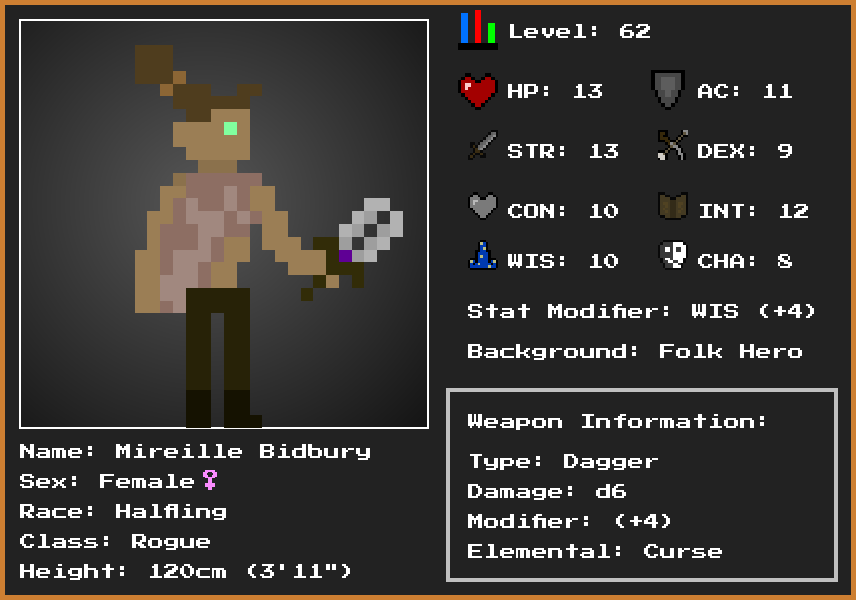 Level: 62
HP: 13
AC: 11
STR: 13
DEX: 9
CON: 10
INT: 12
WIS: 10
CHA: 8
Stat Modifier: WIS (+4)
Background: Folk Hero
Weapon Information:
Type: Dagger
Damage: d6
Modifier: (+4)
Elemental: Curse
Name: Mireille Bidbury
Sex: Female♀
Race: Halfling
Class: Rogue
Height: 120cm (3'11")